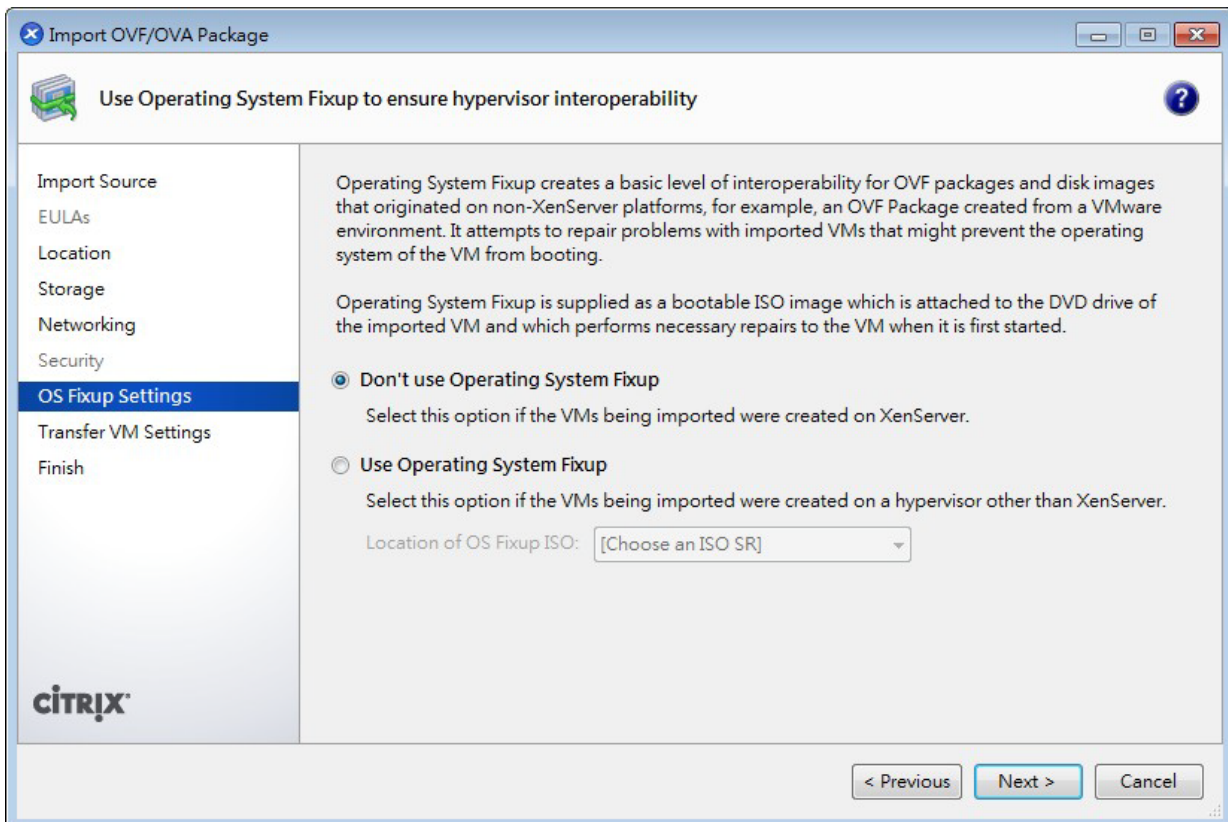 Import OVF/OVA Package
Use Operating System Fixup to ensure hypervisor interoperability
?
Import Source
EULAs
Location
Storage
Networking
Security
OS Fixup Settings
Transfer VM Settings
Finish
CITRIX
Operating System Fixup creates a basic level of interoperability for OVF packages and disk images
that originated on non-XenServer platforms, for example, an OVF Package created from a VMware
environment. It attempts to repair problems with imported VMs that might prevent the operating
system of the VM from booting.
Operating System Fixup is supplied as a bootable ISO image which is attached to the DVD drive of
the imported VM and which performs necessary repairs to the VM when it is first started.
Don't use Operating System Fixup
Select this option if the VMs being imported were created on XenServer.
Use Operating System Fixup
Select this option if the VMs being imported were created on a hypervisor other than XenServer.
Location of OS Fixup ISO: [Choose an ISO SR]
< Previous Next > Cancel